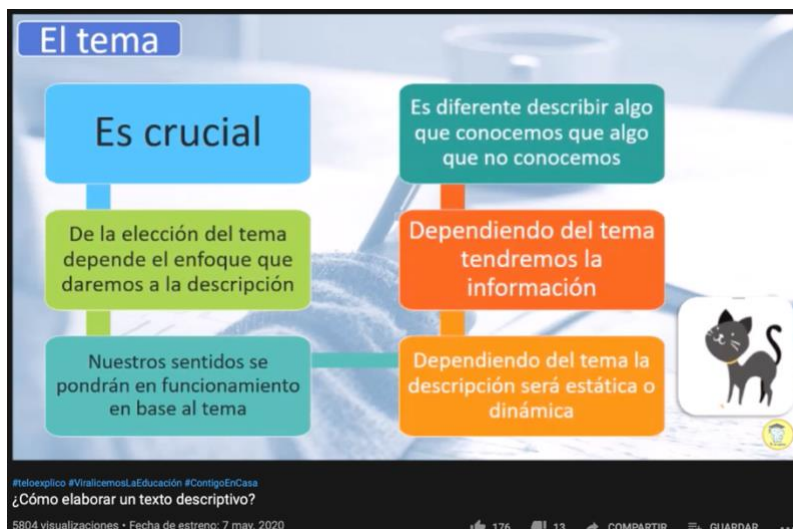 El tema
Es crucial
De la elección del tema
depende el enfoque que
daremos a la descripción
Nuestros sentidos se
pondrán en funcionamiento
en base al tema
Dependiendo del tema la
descripción será estática o
dinámica
Dependiendo del tema
tendremos la
información
Es diferente describir algo
que conocemos que algo
que no conocemos
#teloexplico #ViralicemosLaEducación #ContigoEnCasa
¿Cómo elaborar un texto descriptivo?
5804 visualizaciones • Fecha de estreno: 7 may. 2020
176 13 COMPARTIR GUARDAR ...